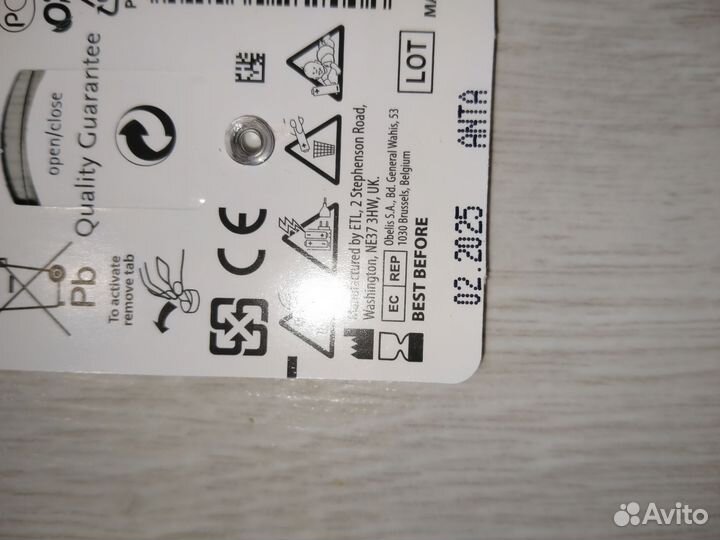 open/close
Quality Guarantee
Pb
To activate
remove tab
CE
Manufactured by ETL, 2 Stephenson Road,
Washington, NE37 3HW, UK.
EC REP
Obelis S.A., Bd. General Wahis, 53
1030 Brussels, Belgium
BEST BEFORE
02.2025
LOT
ANTA
Avito